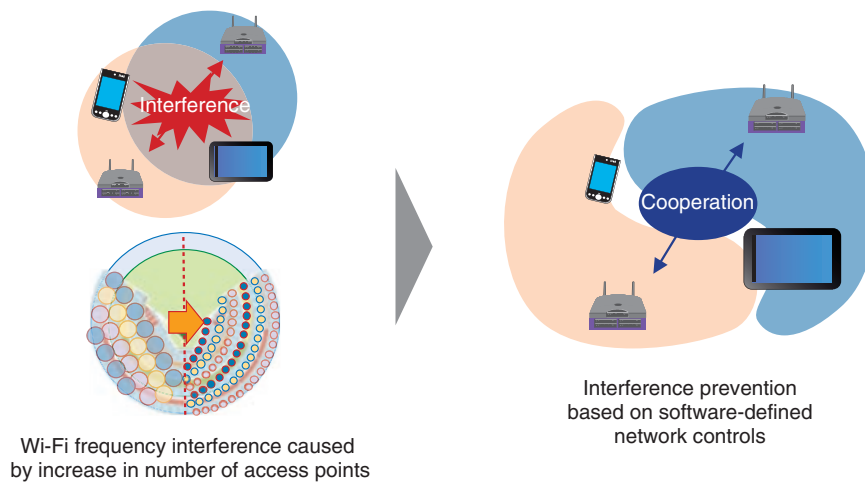 Interference
Wi-Fi frequency interference caused
by increase in number of access points
Cooperation
Interference prevention
based on software-defined
network controls